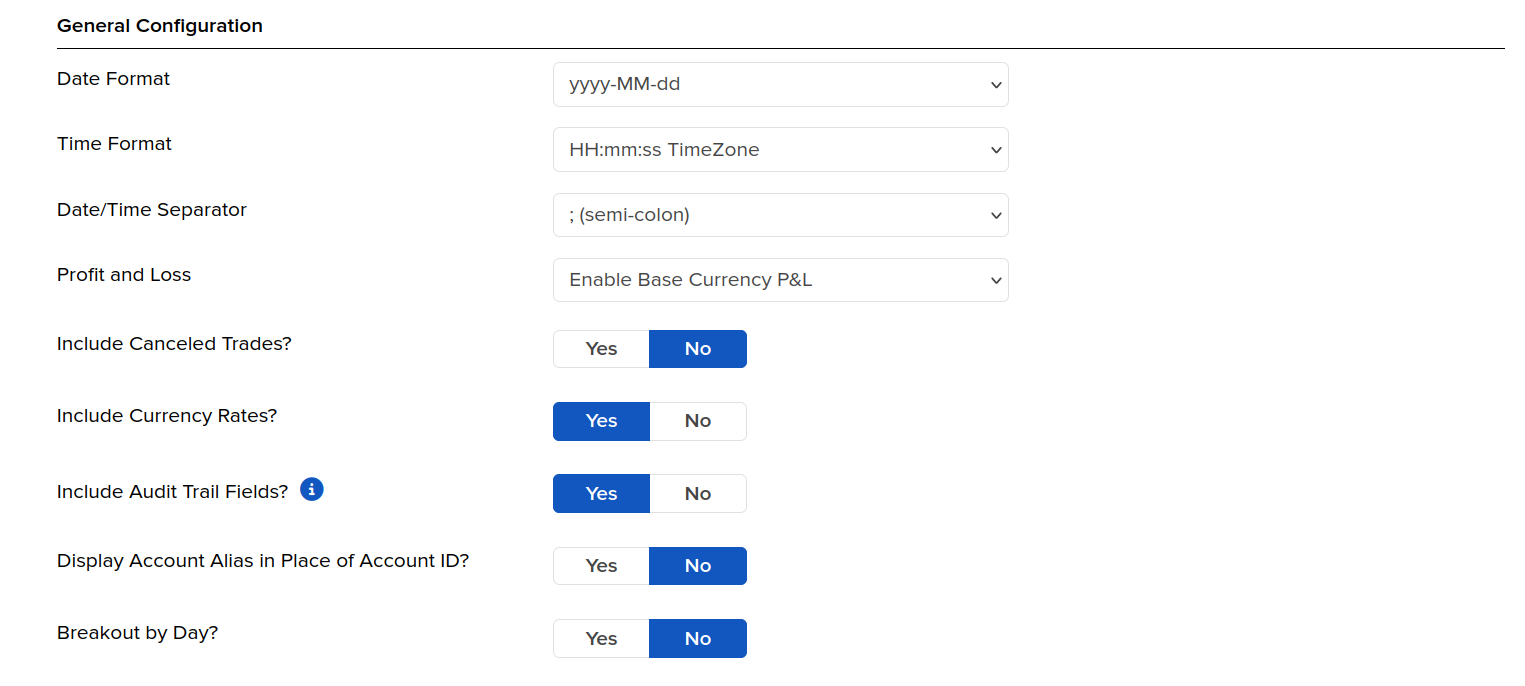 General Configuration
Date Format
yyyy-MM-dd
Time Format
HH:mm:ss TimeZone
Date/Time Separator
; (semi-colon)
Profit and Loss
Enable Base Currency P&L
Include Canceled Trades?
Yes No
Include Currency Rates?
Yes No
Include Audit Trail Fields?
Yes No
Display Account Alias in Place of Account ID?
Yes No
Breakout by Day?
Yes No